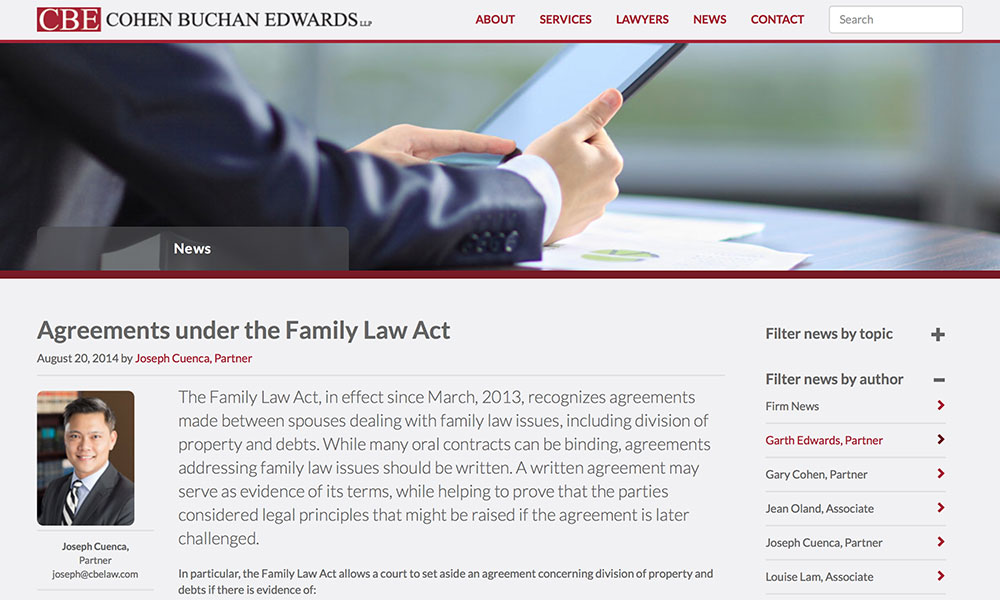 CBE COHEN BUCHAN EDWARDS LLP
ABOUT SERVICES LAWYERS NEWS CONTACT Search
News
Agreements under the Family Law Act
August 20, 2014 by Joseph Cuenca, Partner
The Family Law Act, in effect since March, 2013, recognizes agreements
made between spouses dealing with family law issues, including division of
property and debts. While many oral contracts can be binding, agreements
addressing family law issues should be written. A written agreement may
serve as evidence of its terms, while helping to prove that the parties
considered legal principles that might be raised if the agreement is later
challenged.
In particular, the Family Law Act allows a court to set aside an agreement concerning division of property and
debts if there is evidence of:
Joseph Cuenca,
Partner
joseph@cbelaw.com
Filter news by topic
Filter news by author
Firm News
Garth Edwards, Partner
Gary Cohen, Partner
Jean Oland, Associate
Joseph Cuenca, Partner
Louise Lam, Associate